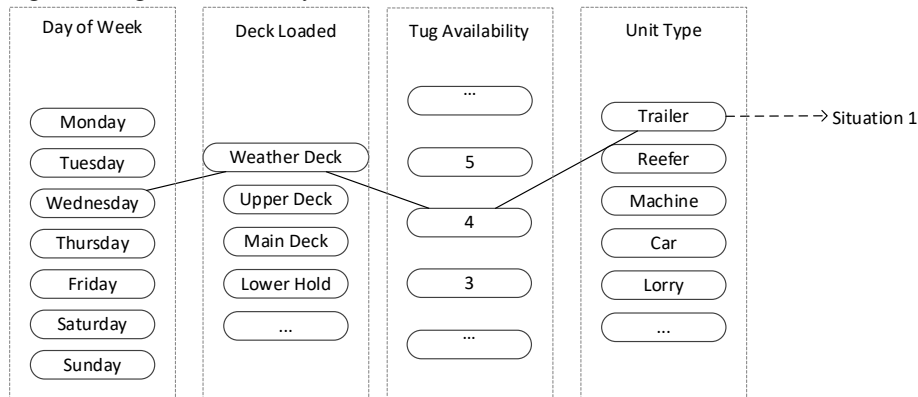 Day of Week
Monday
Tuesday
Wednesday
Thursday
Friday
Saturday
Sunday
Deck Loaded
Weather Deck
Upper Deck
Main Deck
Lower Hold
...
Tug Availability
...
5
4
3
...
Unit Type
Trailer
Reefer
Machine
Car
Lorry
...
Situation 1